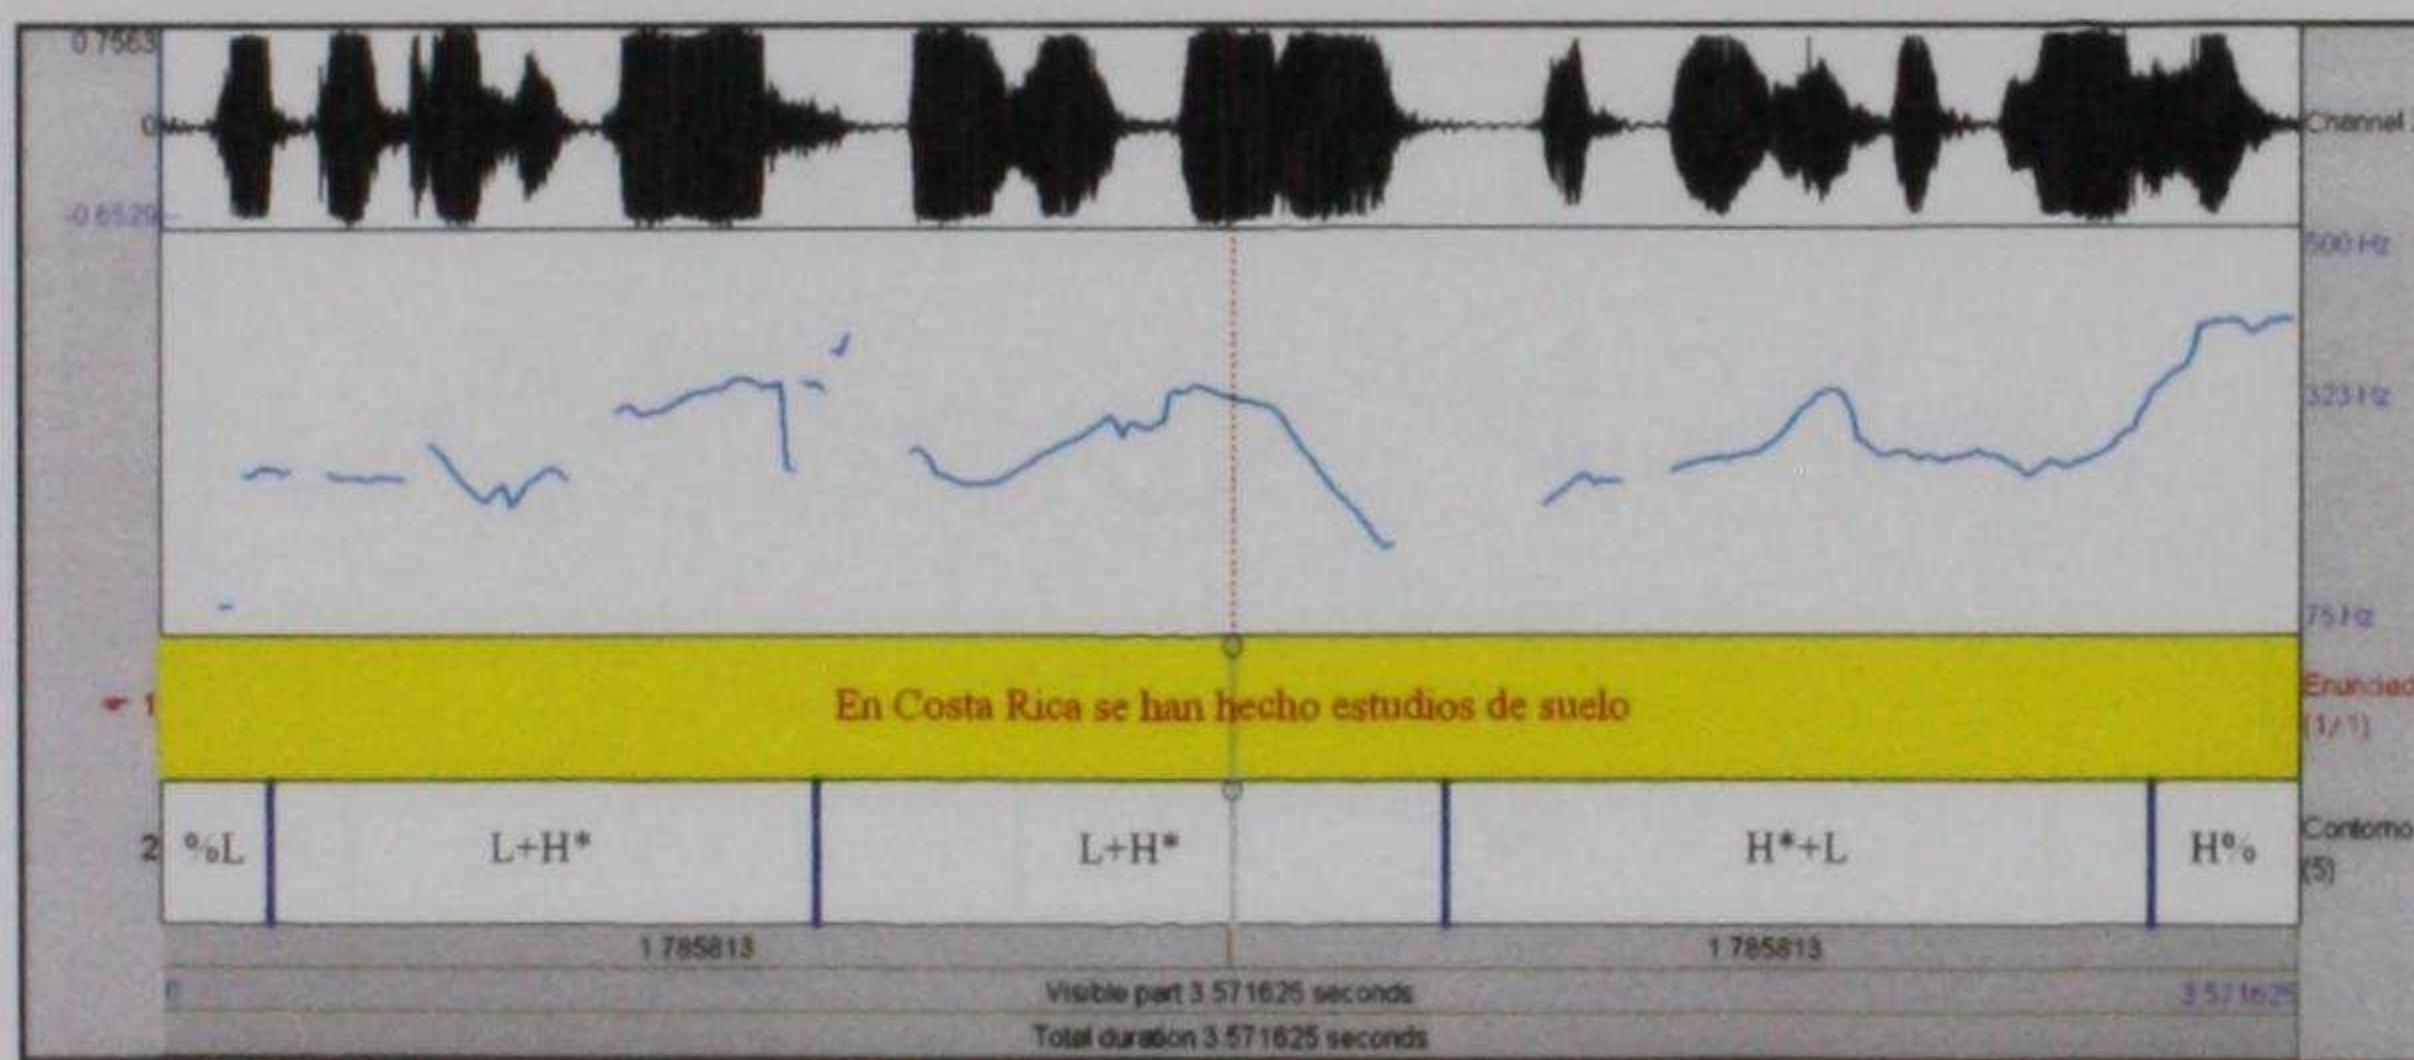 0.7563
0
-0.6529
Channel
500 Hz
323 Hz
75 Hz
1
En Costa Rica se han hecho estudios de suelo
Enunciad
(1/1)
2
%L
L+H*
L+H*
H*+L
H%
Contorno
(5)
1.785813
1.785813
0
Visible part 3.571625 seconds
3.571625
Total duration 3.571625 seconds